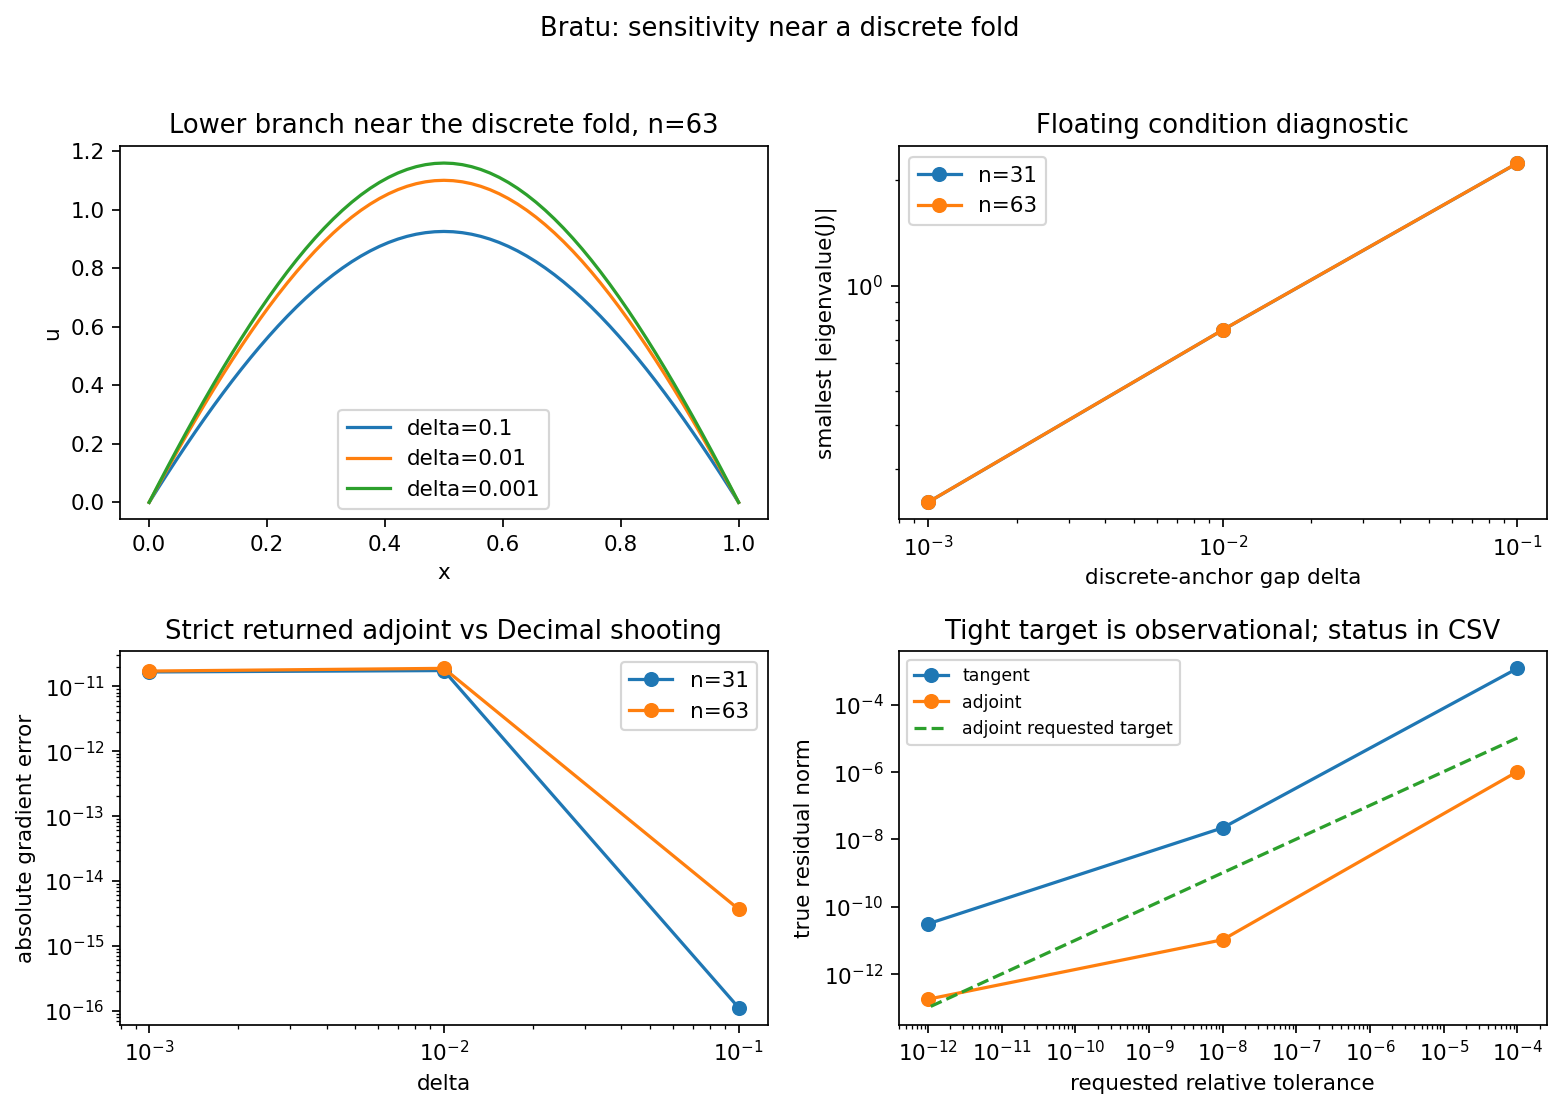 Bratu: sensitivity near a discrete fold
Lower branch near the discrete fold, n=63
1.2
1.0
0.8
0.6
0.4
0.2
0.0
u
delta=0.1
delta=0.01
delta=0.001
0.0 0.2 0.4 0.6 0.8 1.0
x
Floating condition diagnostic
n=31
n=63
10⁰
smallest |eigenvalue(J)|
10⁻³ 10⁻² 10⁻¹
discrete-anchor gap delta
Strict returned adjoint vs Decimal shooting
n=31
n=63
10⁻¹¹
10⁻¹²
10⁻¹³
10⁻¹⁴
10⁻¹⁵
10⁻¹⁶
absolute gradient error
10⁻³ 10⁻² 10⁻¹
delta
Tight target is observational; status in CSV
tangent
adjoint
adjoint requested target
10⁻⁴
10⁻⁶
10⁻⁸
10⁻¹⁰
10⁻¹²
true residual norm
10⁻¹² 10⁻¹¹ 10⁻¹⁰ 10⁻⁹ 10⁻⁸ 10⁻⁷ 10⁻⁶ 10⁻⁵ 10⁻⁴
requested relative tolerance